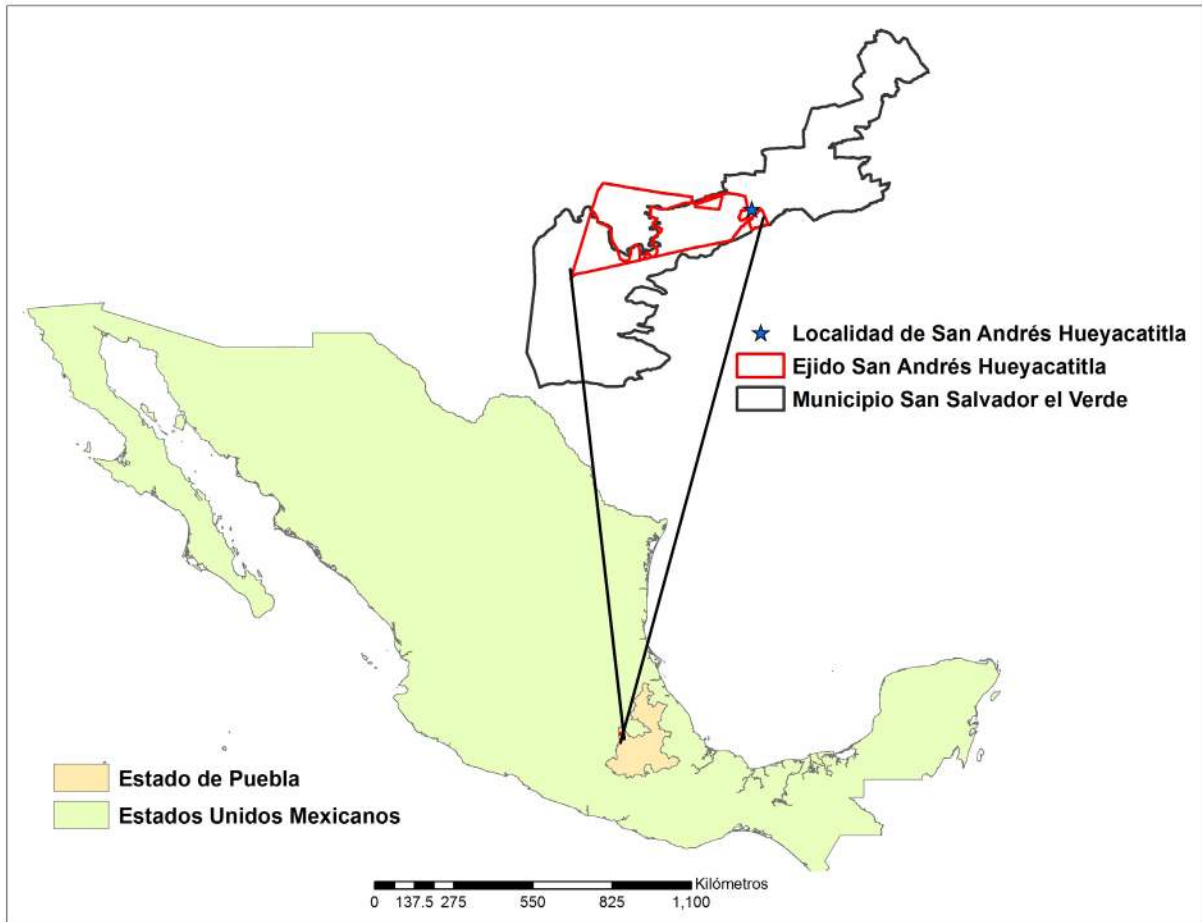 Localidad de San Andrés Hueyacatitla
Ejido San Andrés Hueyacatitla
Municipio San Salvador el Verde
Estado de Puebla
Estados Unidos Mexicanos
Kilómetros
0 137.5 275 550 825 1,100